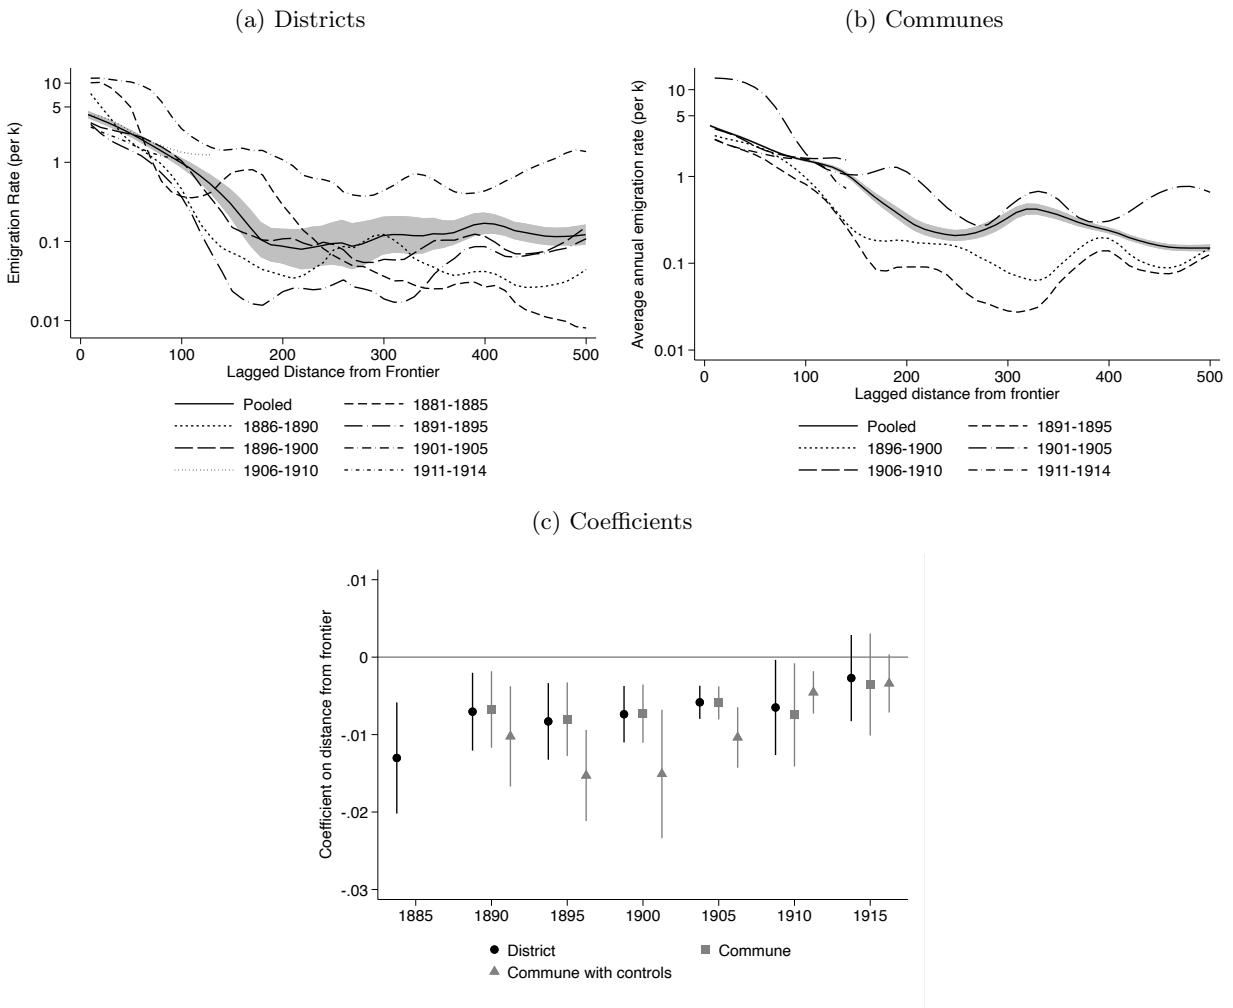 (a) Districts
Emigration Rate (per k)
10
5
1
0.1
0.01
0 100 200 300 400 500
Lagged Distance from Frontier
Pooled 1881-1885
1886-1890 1891-1895
1896-1900 1901-1905
1906-1910 1911-1914
(b) Communes
Average annual emigration rate (per k)
10
5
1
0.1
0.01
0 100 200 300 400 500
Lagged distance from frontier
Pooled 1891-1895
1896-1900 1901-1905
1906-1910 1911-1914
(c) Coefficients
Coefficient on distance from frontier
.01
0
-.01
-.02
-.03
1885 1890 1895 1900 1905 1910 1915
District Commune
Commune with controls